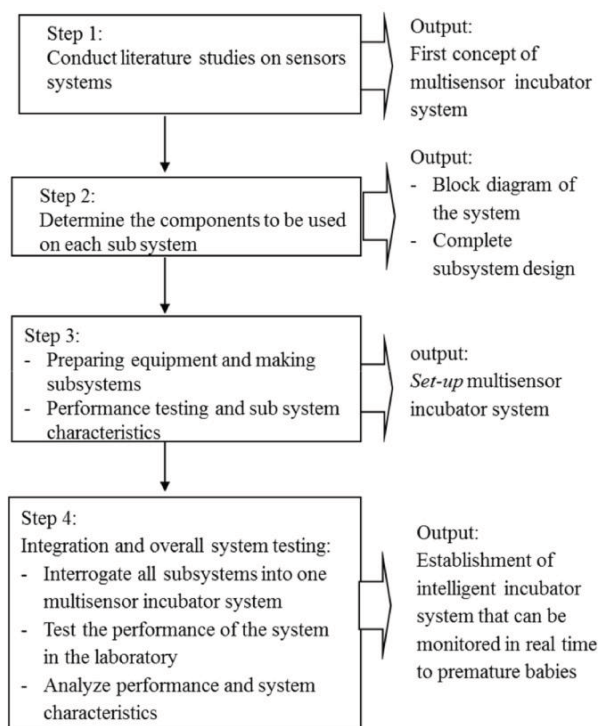 Step 1:
Conduct literature studies on sensors
systems
Output:
First concept of
multisensor incubator
system
Step 2:
Determine the components to be used
on each sub system
Output:
- Block diagram of
the system
- Complete
subsystem design
Step 3:
- Preparing equipment and making
subsystems
- Performance testing and sub system
characteristics
output:
Set-up multisensor
incubator system
Step 4:
Integration and overall system testing:
- Interrogate all subsystems into one
multisensor incubator system
- Test the performance of the system
in the laboratory
- Analyze performance and system
characteristics
Output:
Establishment of
intelligent incubator
system that can be
monitored in real time
to premature babies